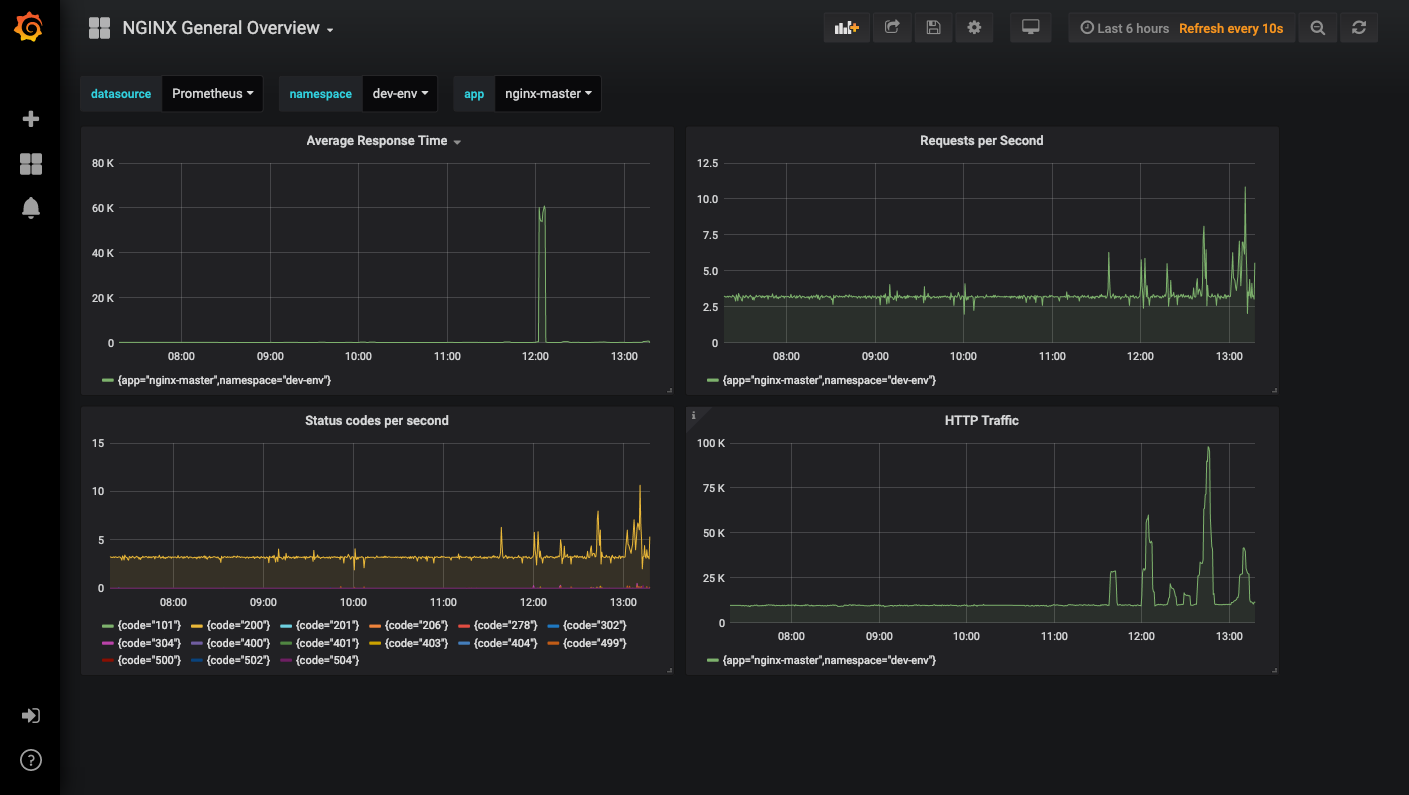 NGINX General Overview
Last 6 hours Refresh every 10s
datasource Prometheus namespace dev-env app nginx-master
Average Response Time
80 K
60 K
40 K
20 K
0
08:00 09:00 10:00 11:00 12:00 13:00
{app="nginx-master",namespace="dev-env"}
Requests per Second
12.5
10.0
7.5
5.0
2.5
0
08:00 09:00 10:00 11:00 12:00 13:00
{app="nginx-master",namespace="dev-env"}
Status codes per second
15
10
5
0
08:00 09:00 10:00 11:00 12:00 13:00
{code="101"} {code="200"} {code="201"} {code="206"} {code="278"} {code="302"}
{code="304"} {code="400"} {code="401"} {code="403"} {code="404"} {code="499"}
{code="500"} {code="502"} {code="504"}
i
HTTP Traffic
100 K
75 K
50 K
25 K
0
08:00 09:00 10:00 11:00 12:00 13:00
{app="nginx-master",namespace="dev-env"}
?